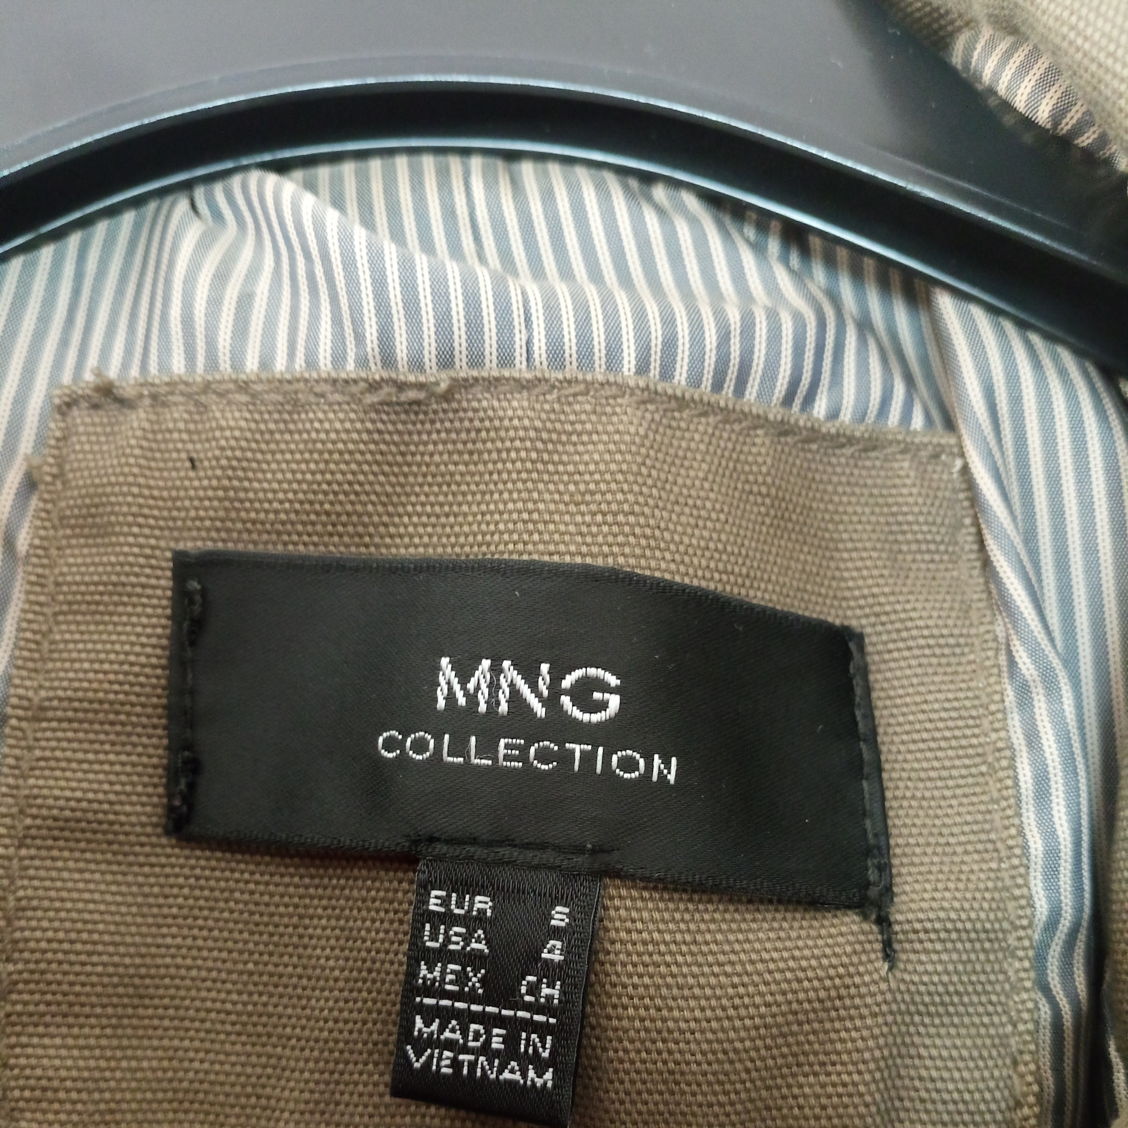 MNG
COLLECTION
EUR S
USA 4
MEX CH
MADE IN
VIETNAM